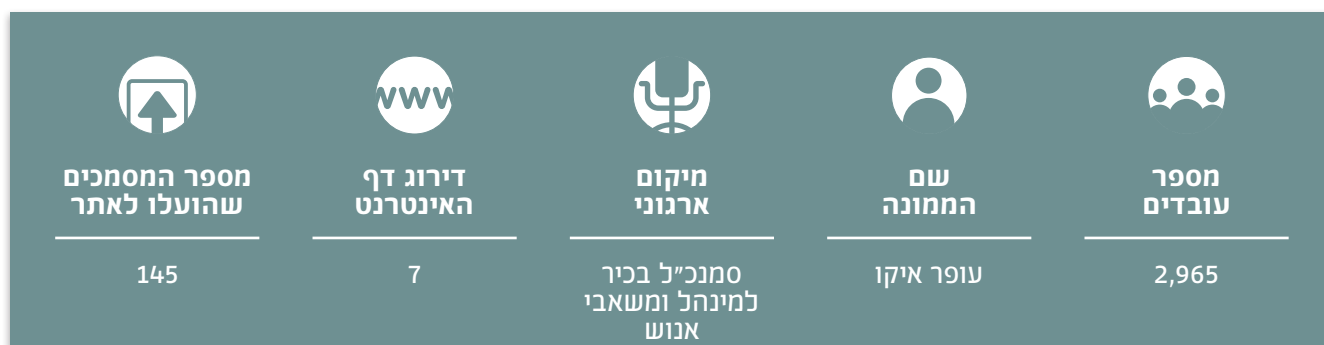 מספר
עובדים
2,965
שם
הממונה
עופר איקו
מיקום
ארגוני
סמנכ״ל בכיר
למינהל ומשאבי
אנוש
www
דירוג דף
האינטרנט
7
מספר המסמכים
שהועלו לאתר
145